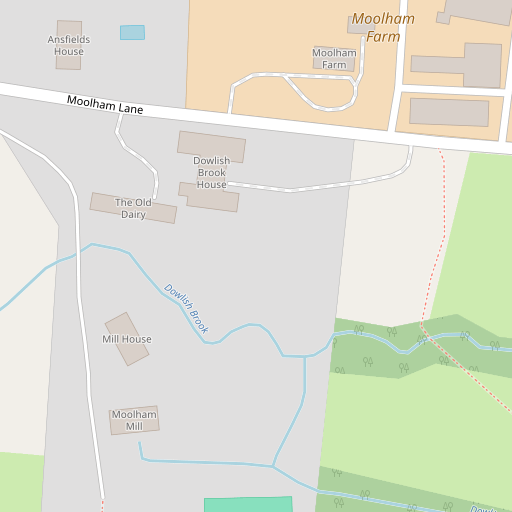 Moolham
Farm
Ansfields
House
Moolham
Farm
Moolham Lane
Dowlish
Brook
House
The Old
Dairy
Dowlish Brook
Mill House
Moolham
Mill
Dowlis